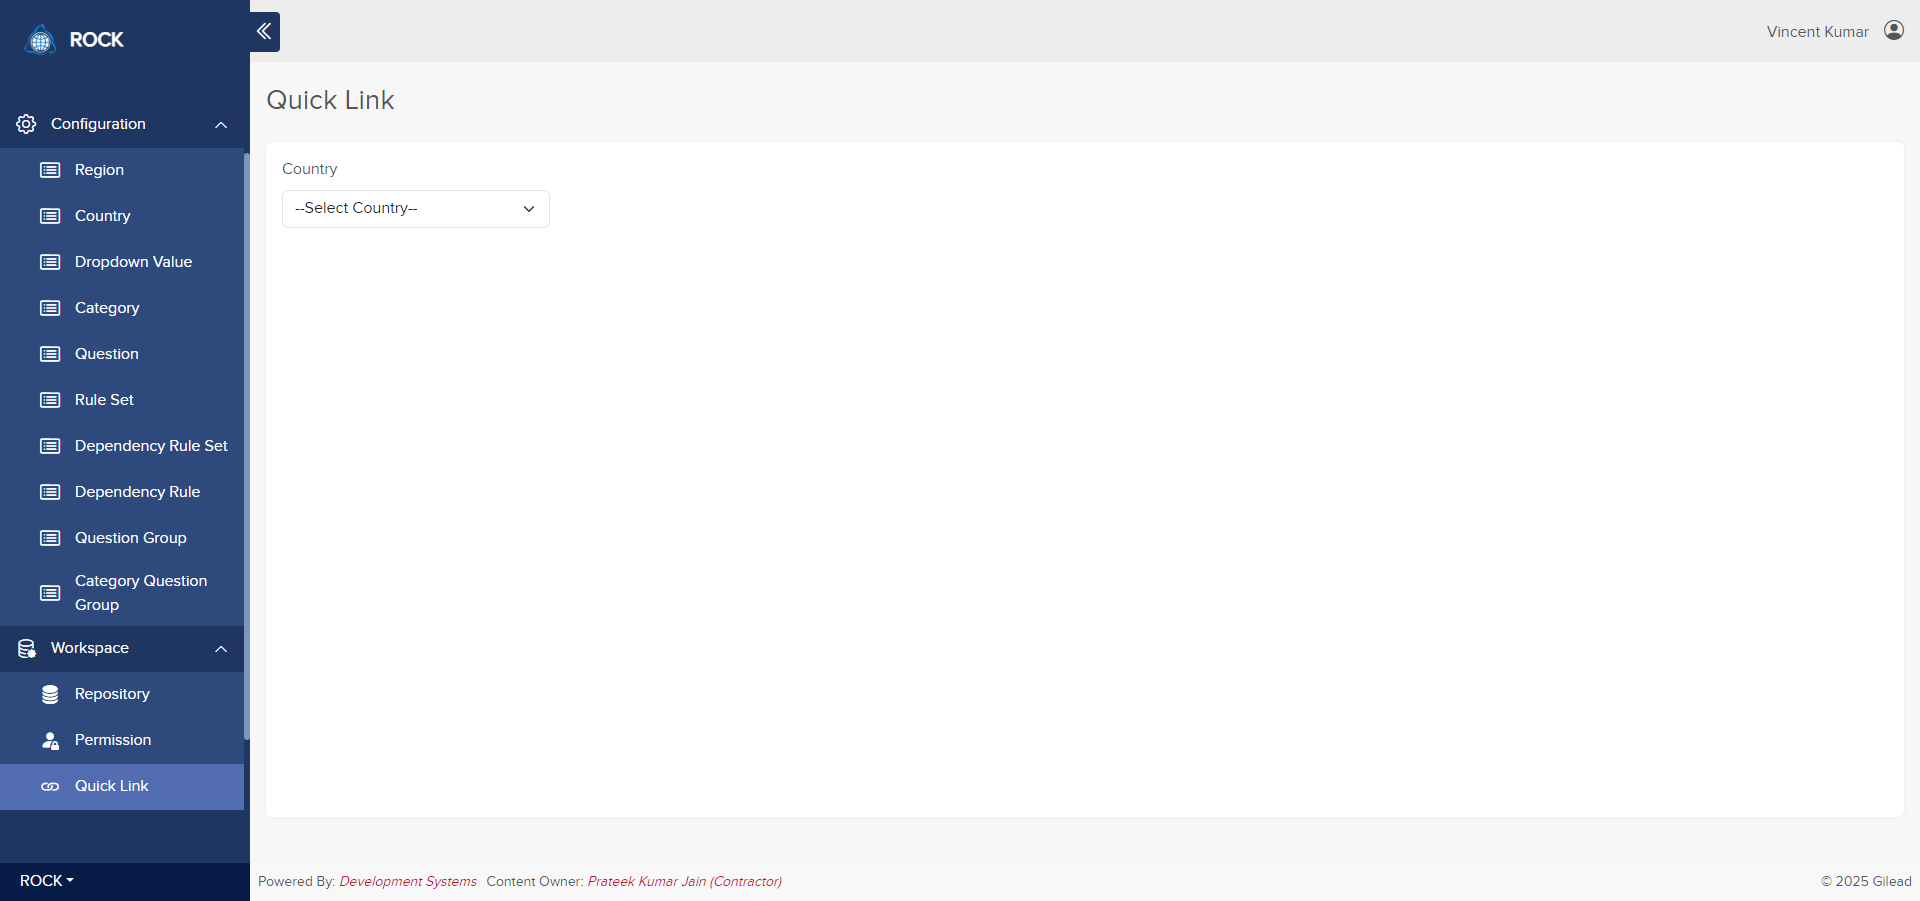 ROCK
Vincent Kumar
Configuration
Region
Country
Dropdown Value
Category
Question
Rule Set
Dependency Rule Set
Dependency Rule
Question Group
Category Question
Group
Workspace
Repository
Permission
Quick Link
ROCK
Quick Link
Country
--Select Country--
Powered By: Development Systems Content Owner: Prateek Kumar Jain (Contractor)
© 2025 Gilead